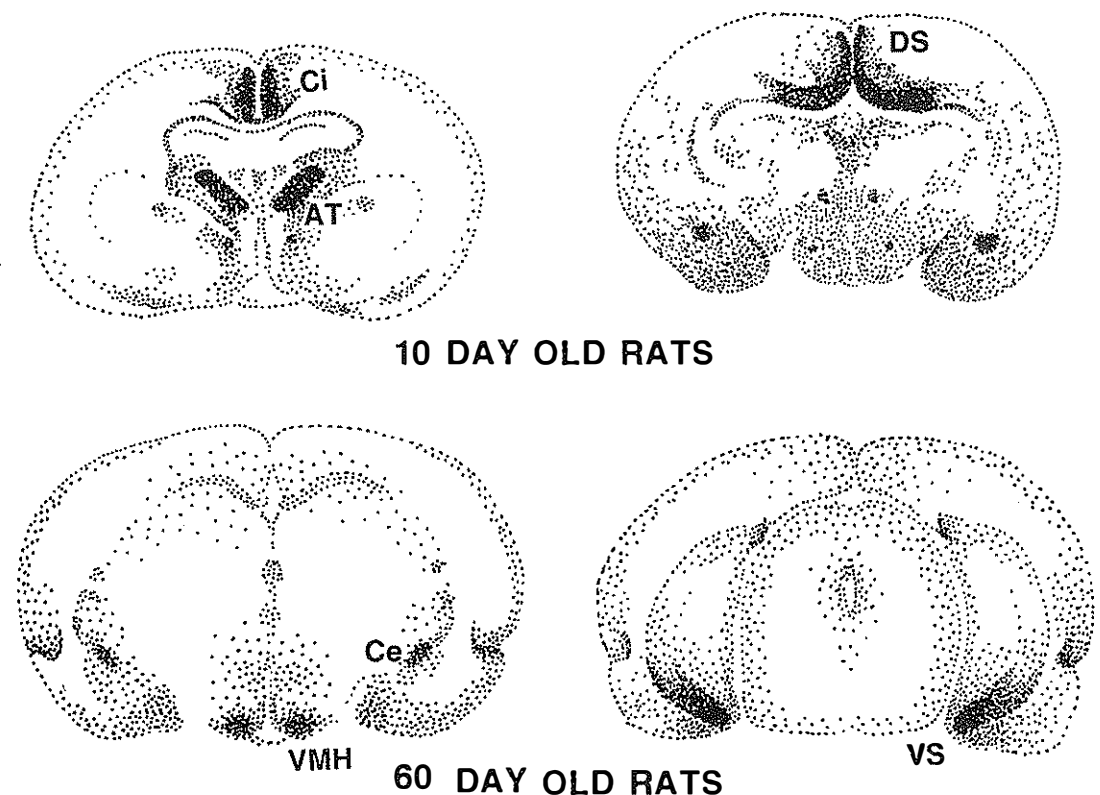 Ci
DS
AT
10 DAY OLD RATS
Ce
VMH
VS
60 DAY OLD RATS